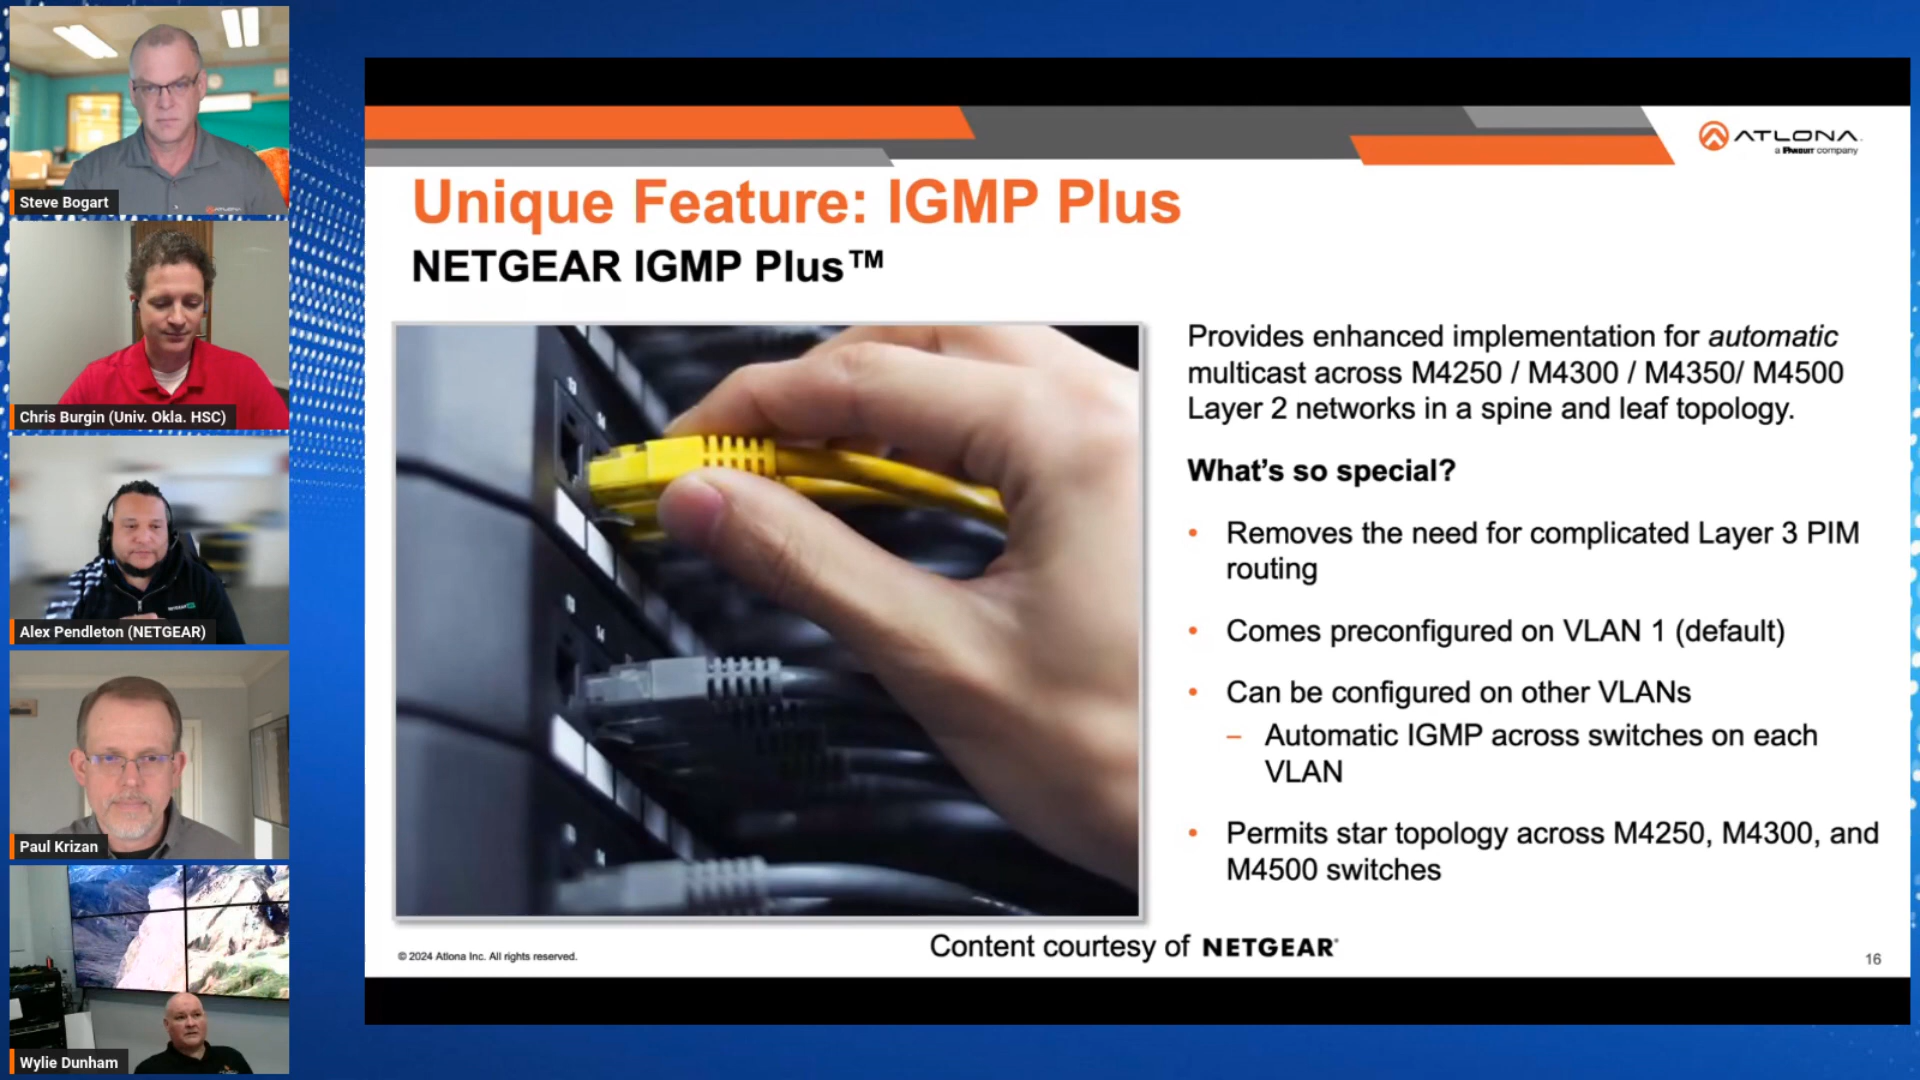 Steve Bogart
Chris Burgin (Univ. Okla. HSC)
NETGEAR
Alex Pendleton (NETGEAR)
Paul Krizan
Wylie Dunham
ATLONA
a PANDUIT company
Unique Feature: IGMP Plus
NETGEAR IGMP Plus™
Provides enhanced implementation for automatic
multicast across M4250 / M4300 / M4350/ M4500
Layer 2 networks in a spine and leaf topology.
What's so special?
• Removes the need for complicated Layer 3 PIM
routing
• Comes preconfigured on VLAN 1 (default)
• Can be configured on other VLANs
– Automatic IGMP across switches on each
VLAN
• Permits star topology across M4250, M4300, and
M4500 switches
Content courtesy of NETGEAR®
© 2024 Atlona Inc. All rights reserved.
16